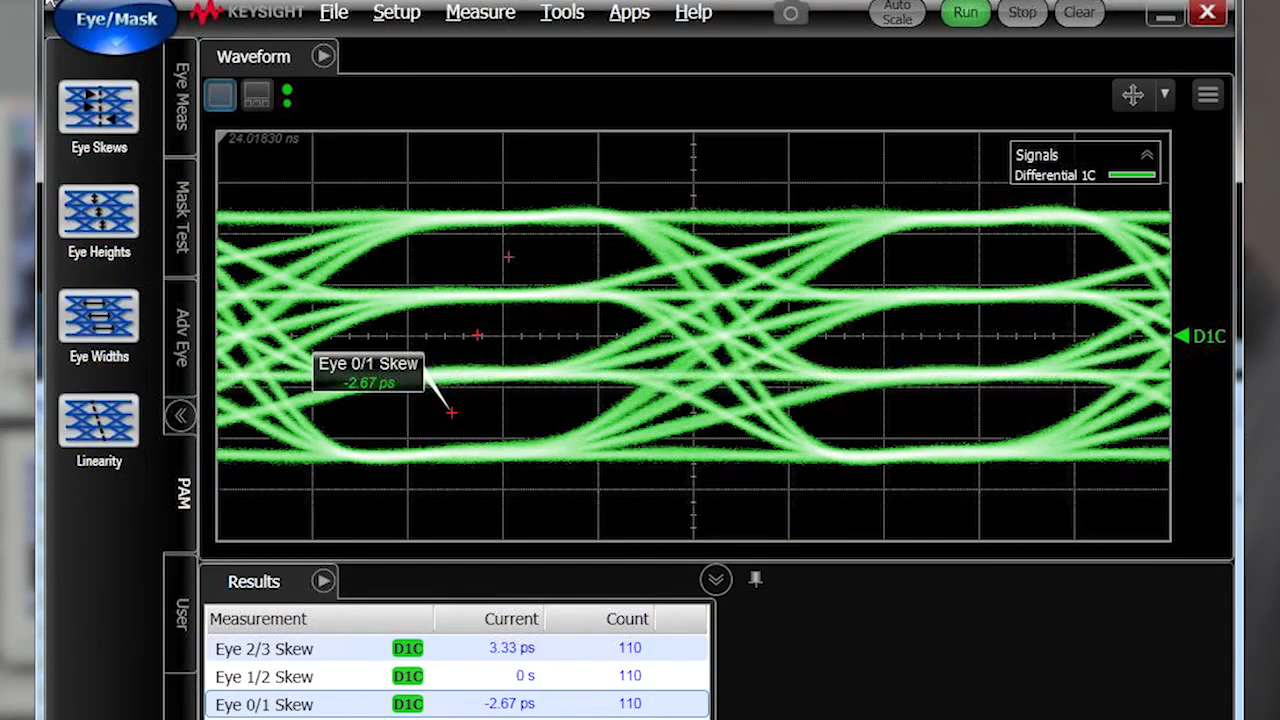 Eye/Mask
KEYSIGHT File Setup Measure Tools Apps Help
Auto Scale
Run
Stop
Clear
X
Eye Skews
Eye Heights
Eye Widths
Linearity
Eye Meas
Mask Test
Adv Eye
PAM
User
Waveform
24.01830 ns
Signals
Differential 1C
Eye 0/1 Skew
-2.67 ps
D1C
Results
Measurement Current Count
Eye 2/3 Skew D1C 3.33 ps 110
Eye 1/2 Skew D1C 0 s 110
Eye 0/1 Skew D1C -2.67 ps 110